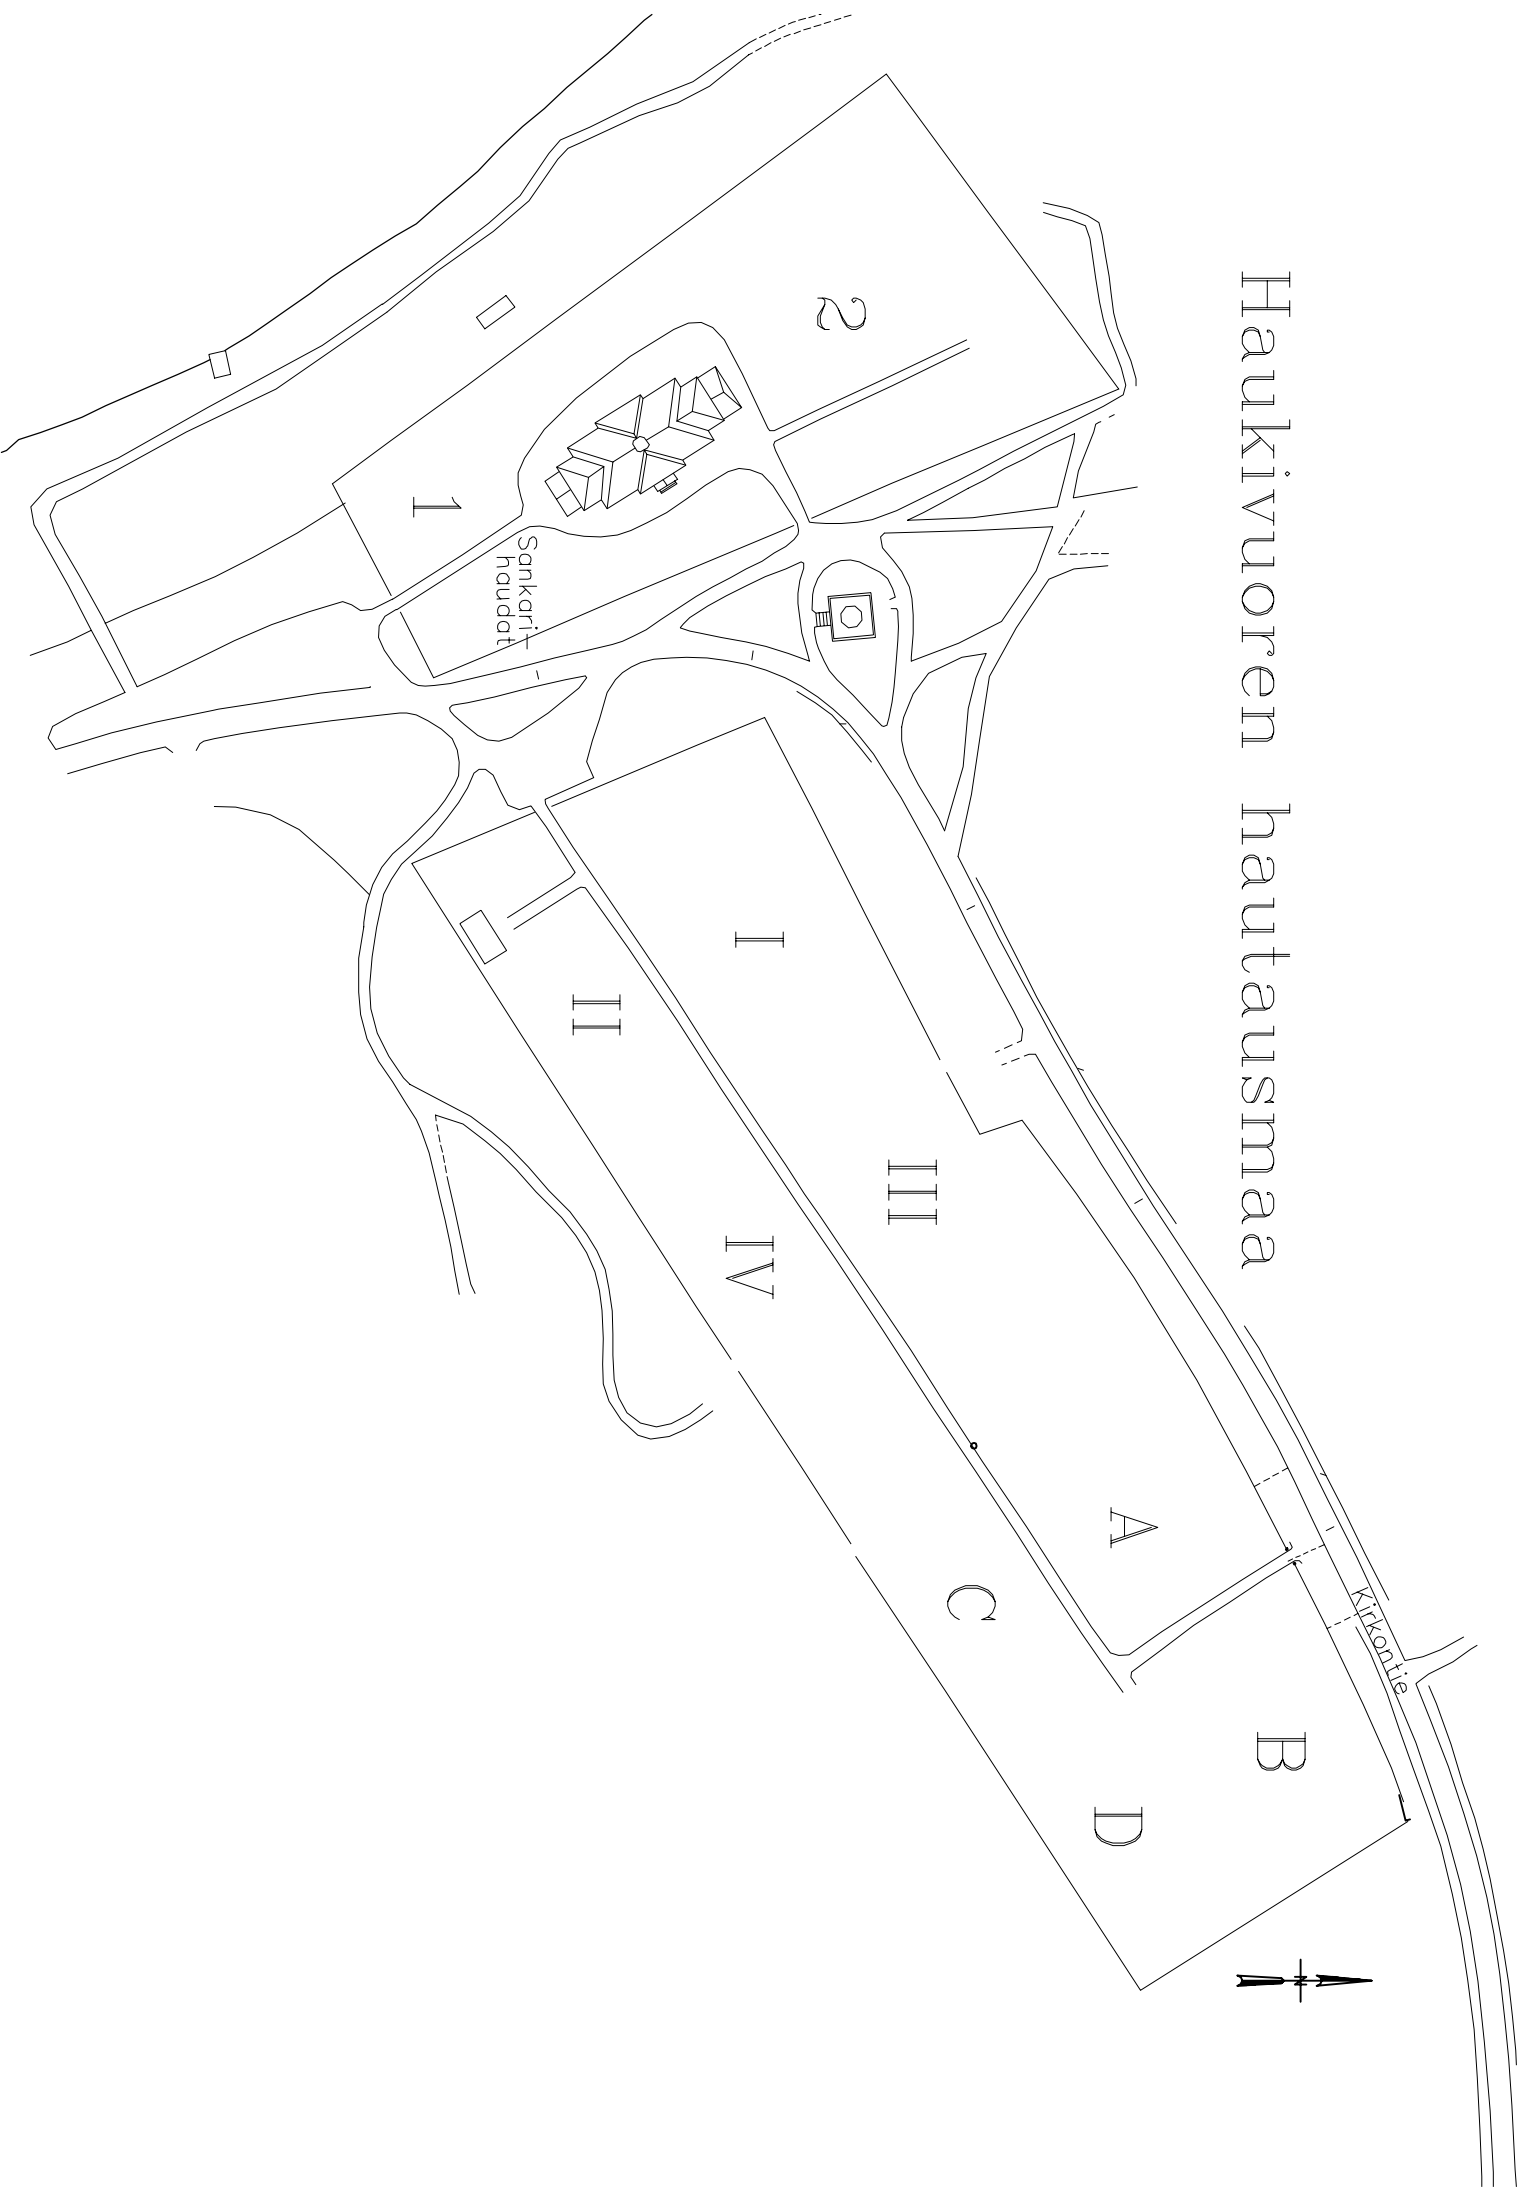 Haukivuoren hautausmaa
2
1
Sankari-
haudat
I
II
III
IV
A
Kirkontie
C
B
D
N